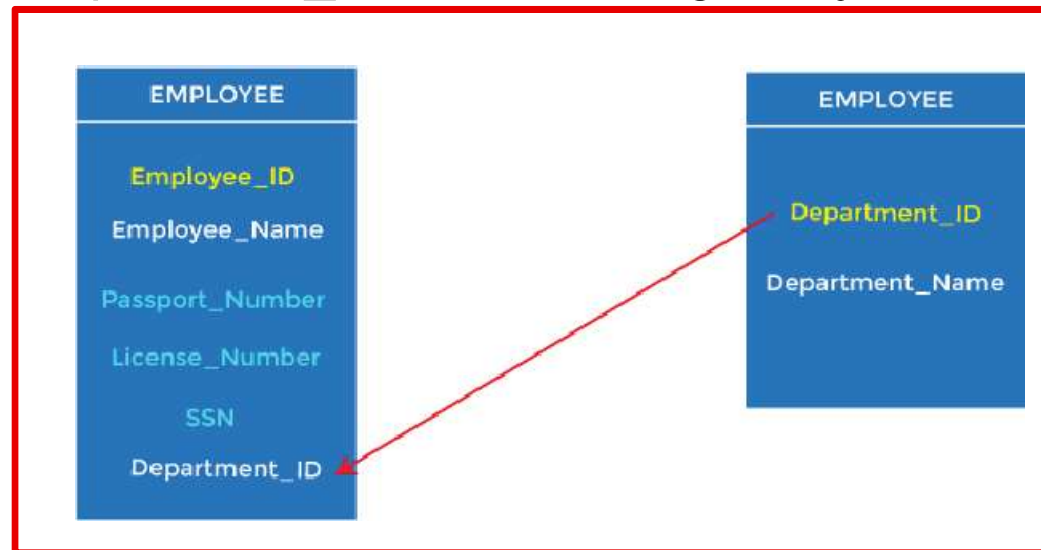 EMPLOYEE
Employee_ID
Employee_Name
Passport_Number
License_Number
SSN
Department_ID
EMPLOYEE
Department_ID
Department_Name